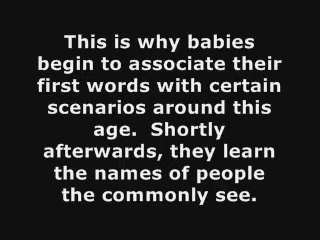 This is why babies
begin to associate their
first words with certain
scenarios around this
age.  Shortly
afterwards, they learn
the names of people
the commonly see.